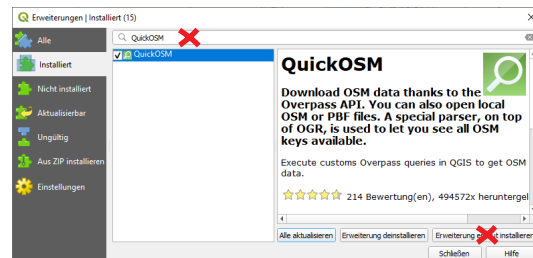 Erweiterungen | Installiert (15)
Alle
Installiert
Nicht installiert
Aktualisierbar
Ungültig
Aus ZIP installieren
Einstellungen
QuickOSM
QuickOSM
QuickOSM
Download OSM data thanks to the
Overpass API. You can also open local
OSM or PBF files. A special parser, on top
of OGR, is used to let you see all OSM
keys available.
Execute customs Overpass queries in QGIS to get OSM
data.
214 Bewertung(en), 494572x heruntergel
Alle aktualisieren
Erweiterung deinstallieren
Erweiterung installieren
Schließen
Hilfe